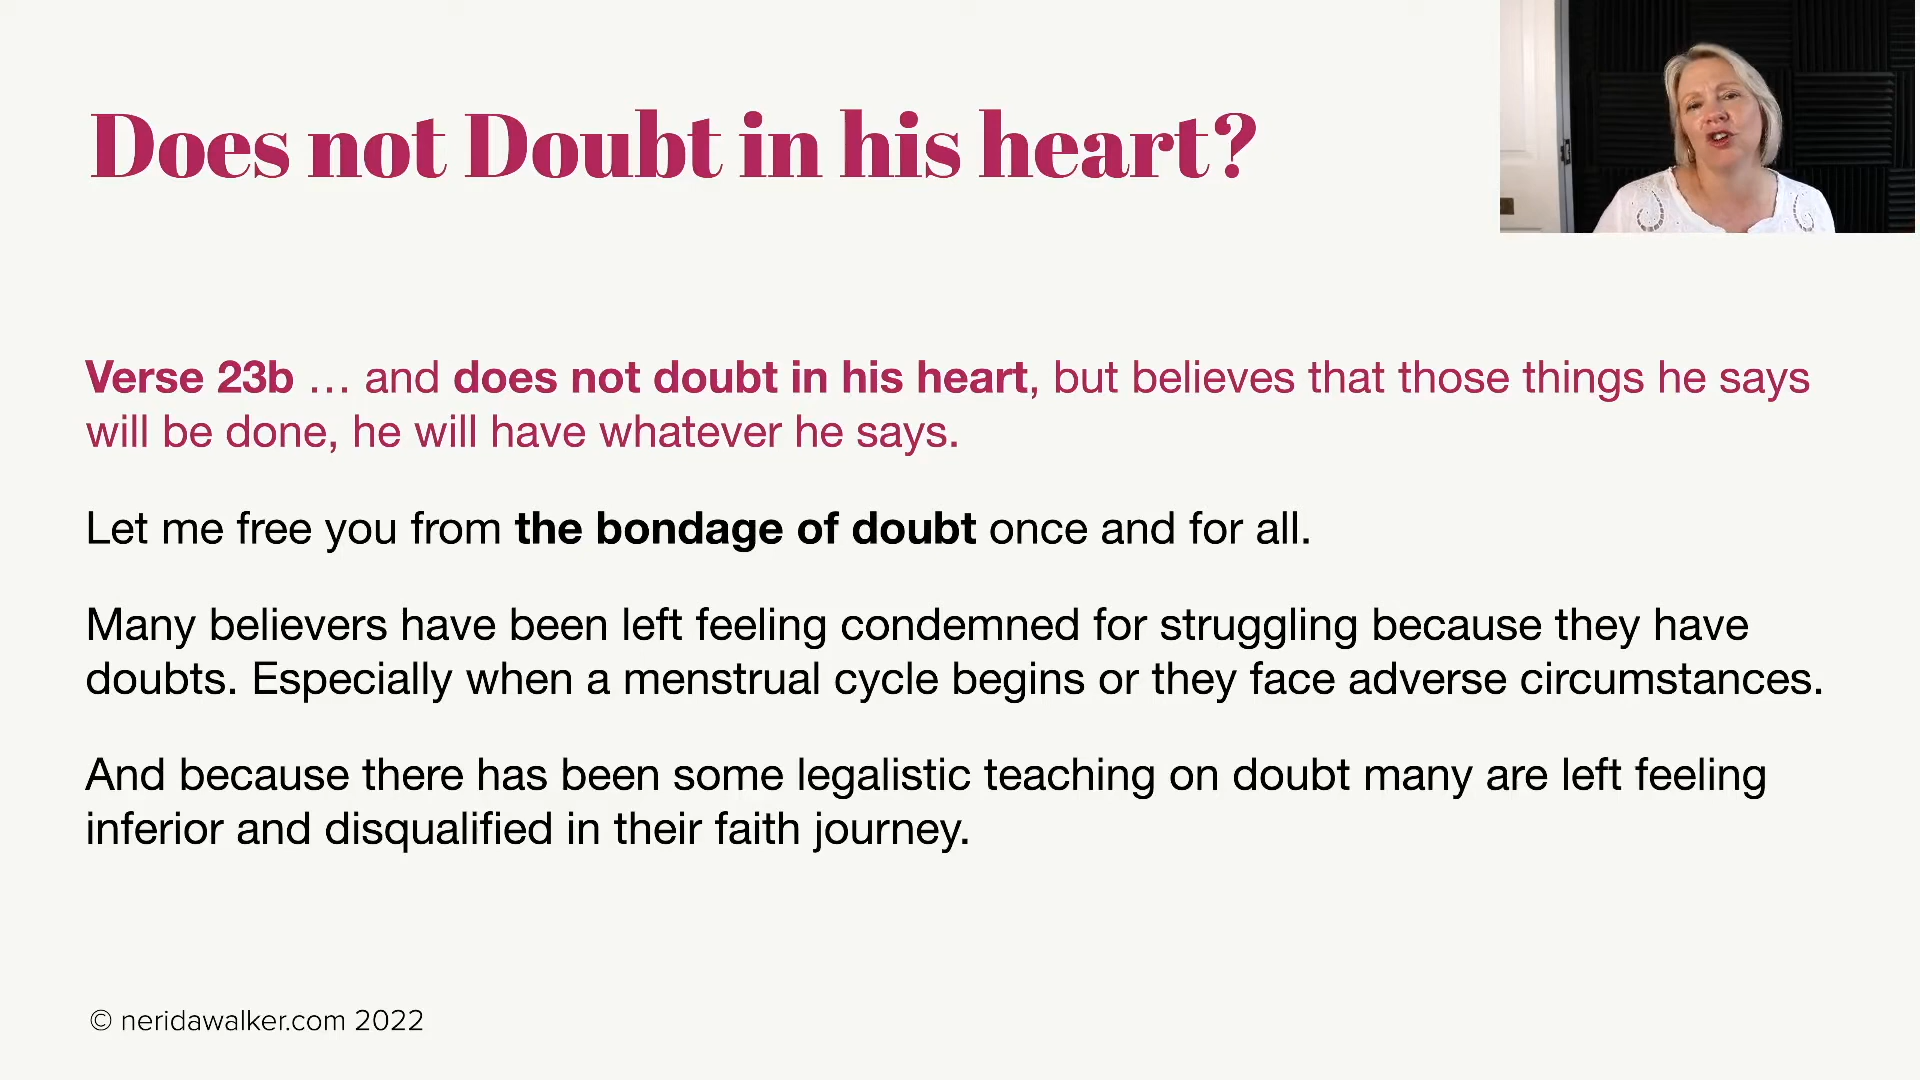 Does not Doubt in his heart?
Verse 23b … and does not doubt in his heart, but believes that those things he says
will be done, he will have whatever he says.
Let me free you from the bondage of doubt once and for all.
Many believers have been left feeling condemned for struggling because they have
doubts. Especially when a menstrual cycle begins or they face adverse circumstances.
And because there has been some legalistic teaching on doubt many are left feeling
inferior and disqualified in their faith journey.
© neridawalker.com 2022